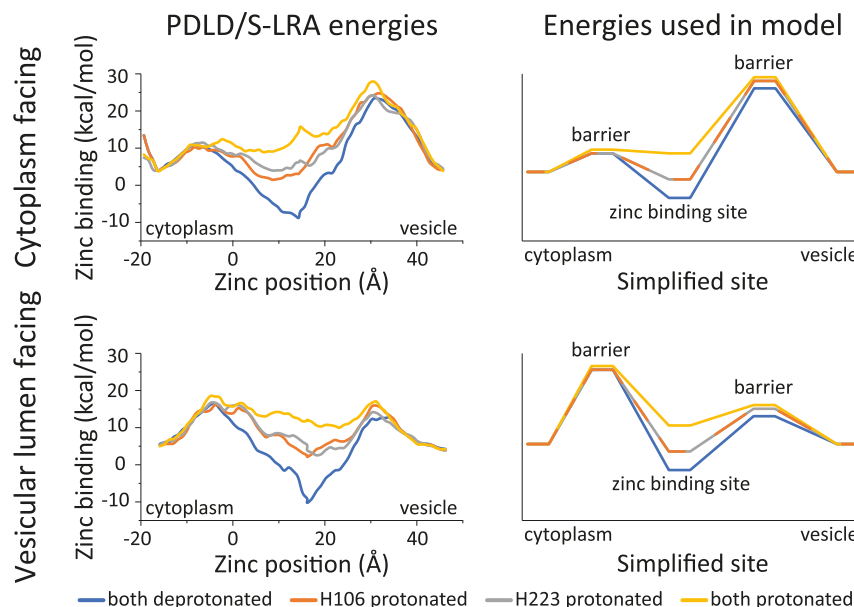 PDLD/S-LRA energies
Energies used in model
Cytoplasm facing
Zinc binding (kcal/mol)
30
20
10
0
-10
cytoplasm
vesicle
-20
0
20
40
Zinc position (Å)
barrier
barrier
zinc binding site
cytoplasm
vesicle
Simplified site
Vesicular lumen facing
Zinc binding (kcal/mol)
30
20
10
0
-10
cytoplasm
vesicle
-20
0
20
40
Zinc position (Å)
barrier
barrier
zinc binding site
cytoplasm
vesicle
Simplified site
both deprotonated
H106 protonated
H223 protonated
both protonated